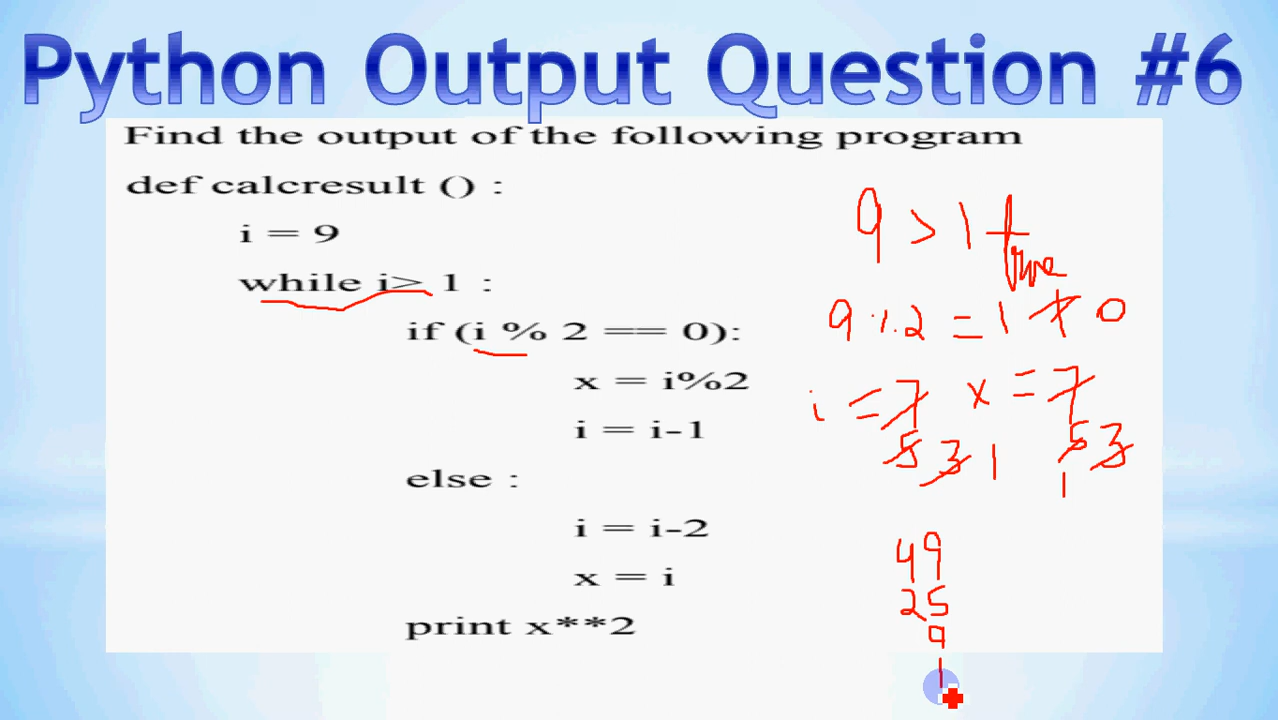 Python Output Question #6
Find the output of the following program
def calcresult () :
i = 9
while i> 1 :
if (i % 2 == 0):
x = i%2
i = i-1
else :
i = i-2
x = i
print x**2
9 > 1 t
true
9 % 2 = 1 ≠ 0
i = 7 x = 7
5 3 1 5 3
1
49
25
9
1